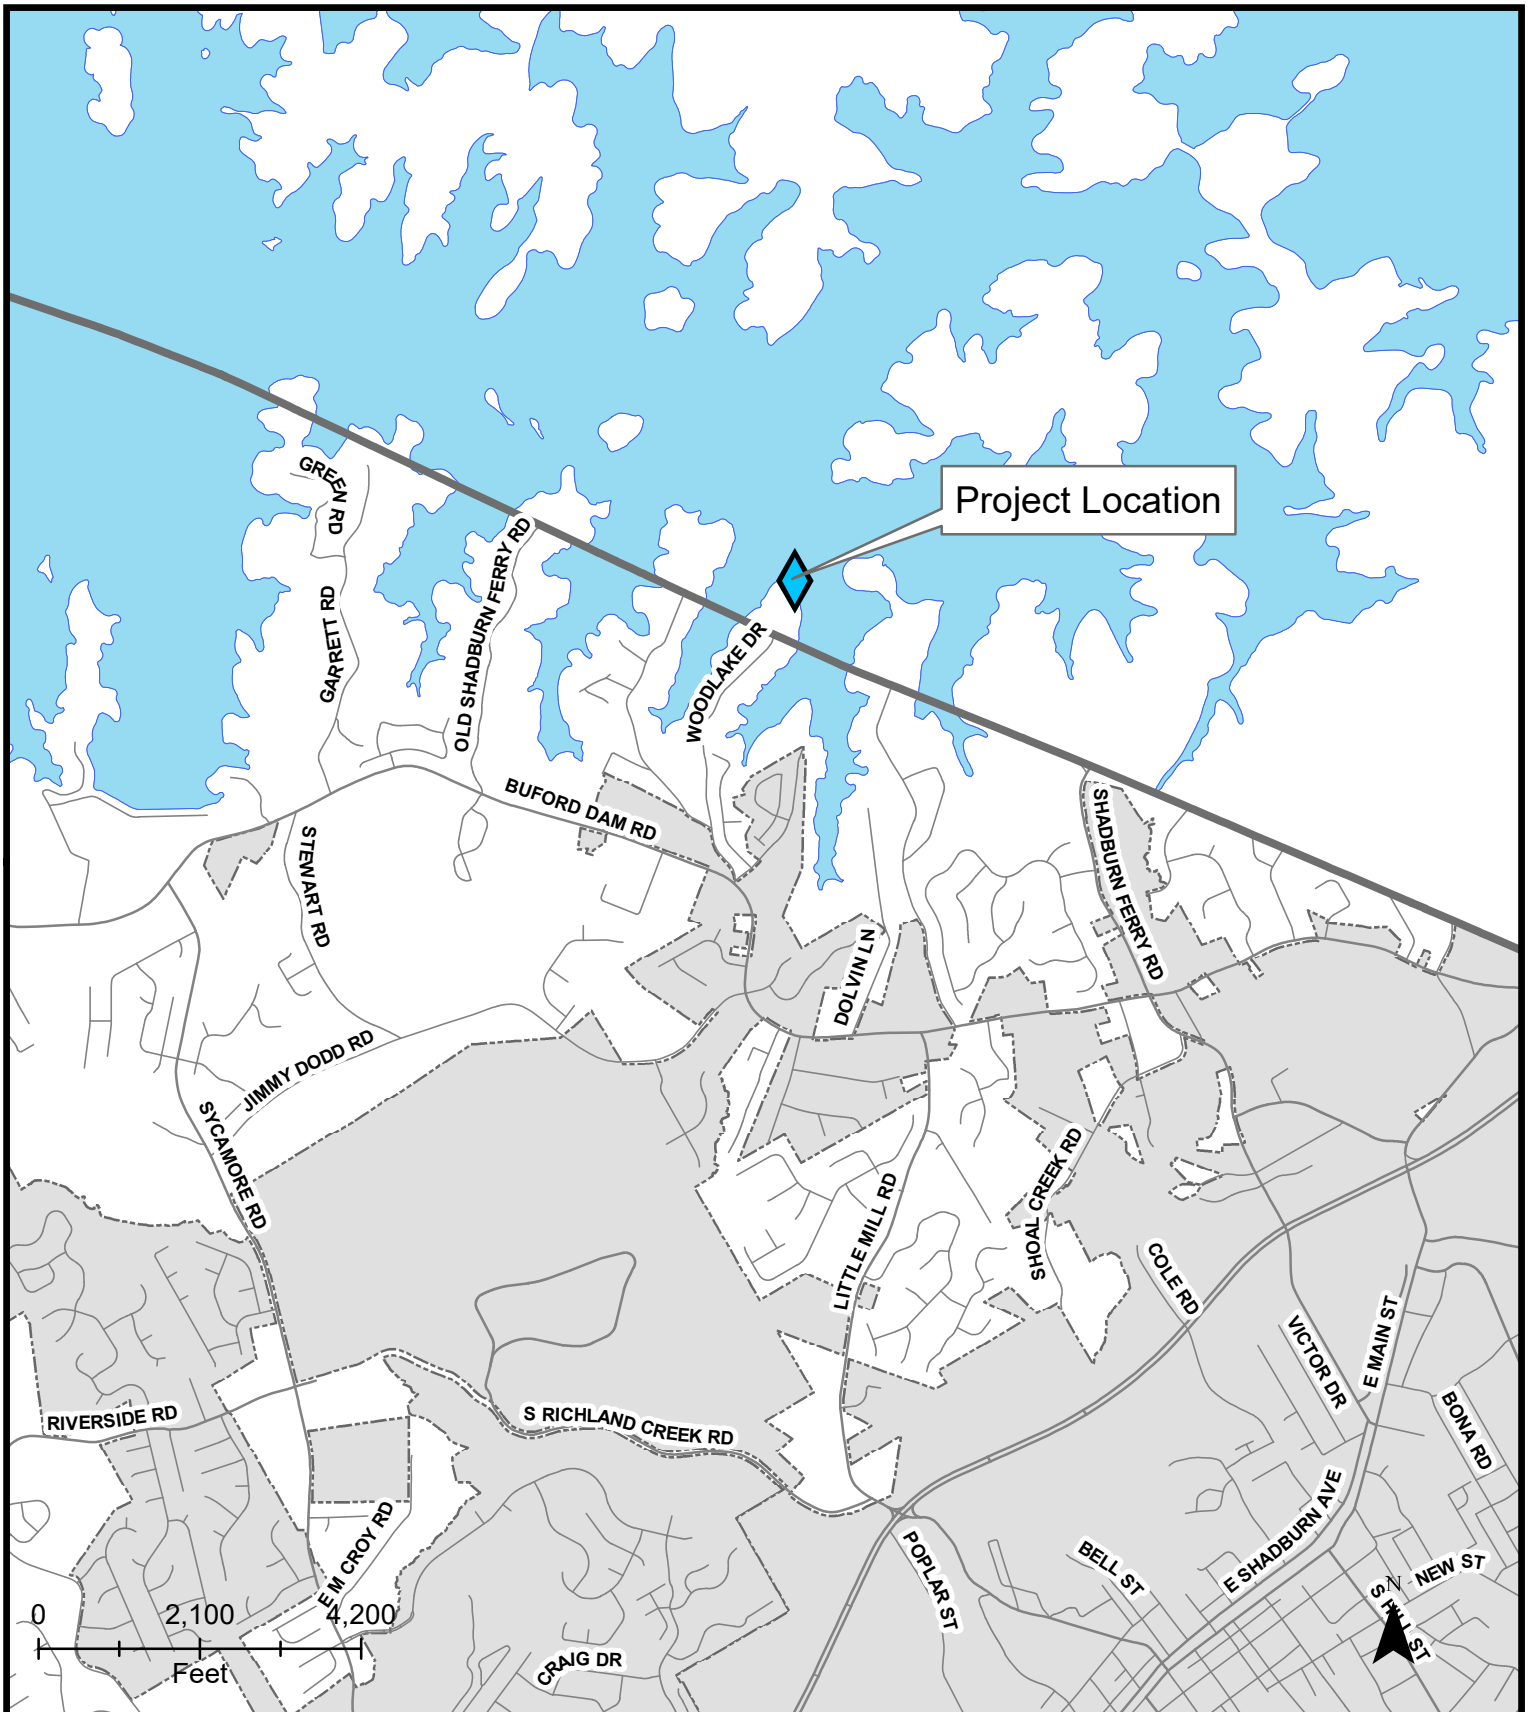 Project Location
GREEN RD
GARRETT RD
OLD SHADBURN FERRY RD
WOODLAKE DR
BUFORD DAM RD
SHADBURN FERRY RD
STEWART RD
DOLVIN LN
JIMMY DODD RD
SYCAMORE RD
SHOAL CREEK RD
LITTLE MILL RD
COLE RD
VICTOR DR
E MAIN ST
BONA RD
RIVERSIDE RD
S RICHLAND CREEK RD
E SHADBURN AVE
EM CROY RD
POPLAR ST
BELL ST
NEW ST
S HILL ST
N
CRAIG DR
0 2,100 4,200
Feet